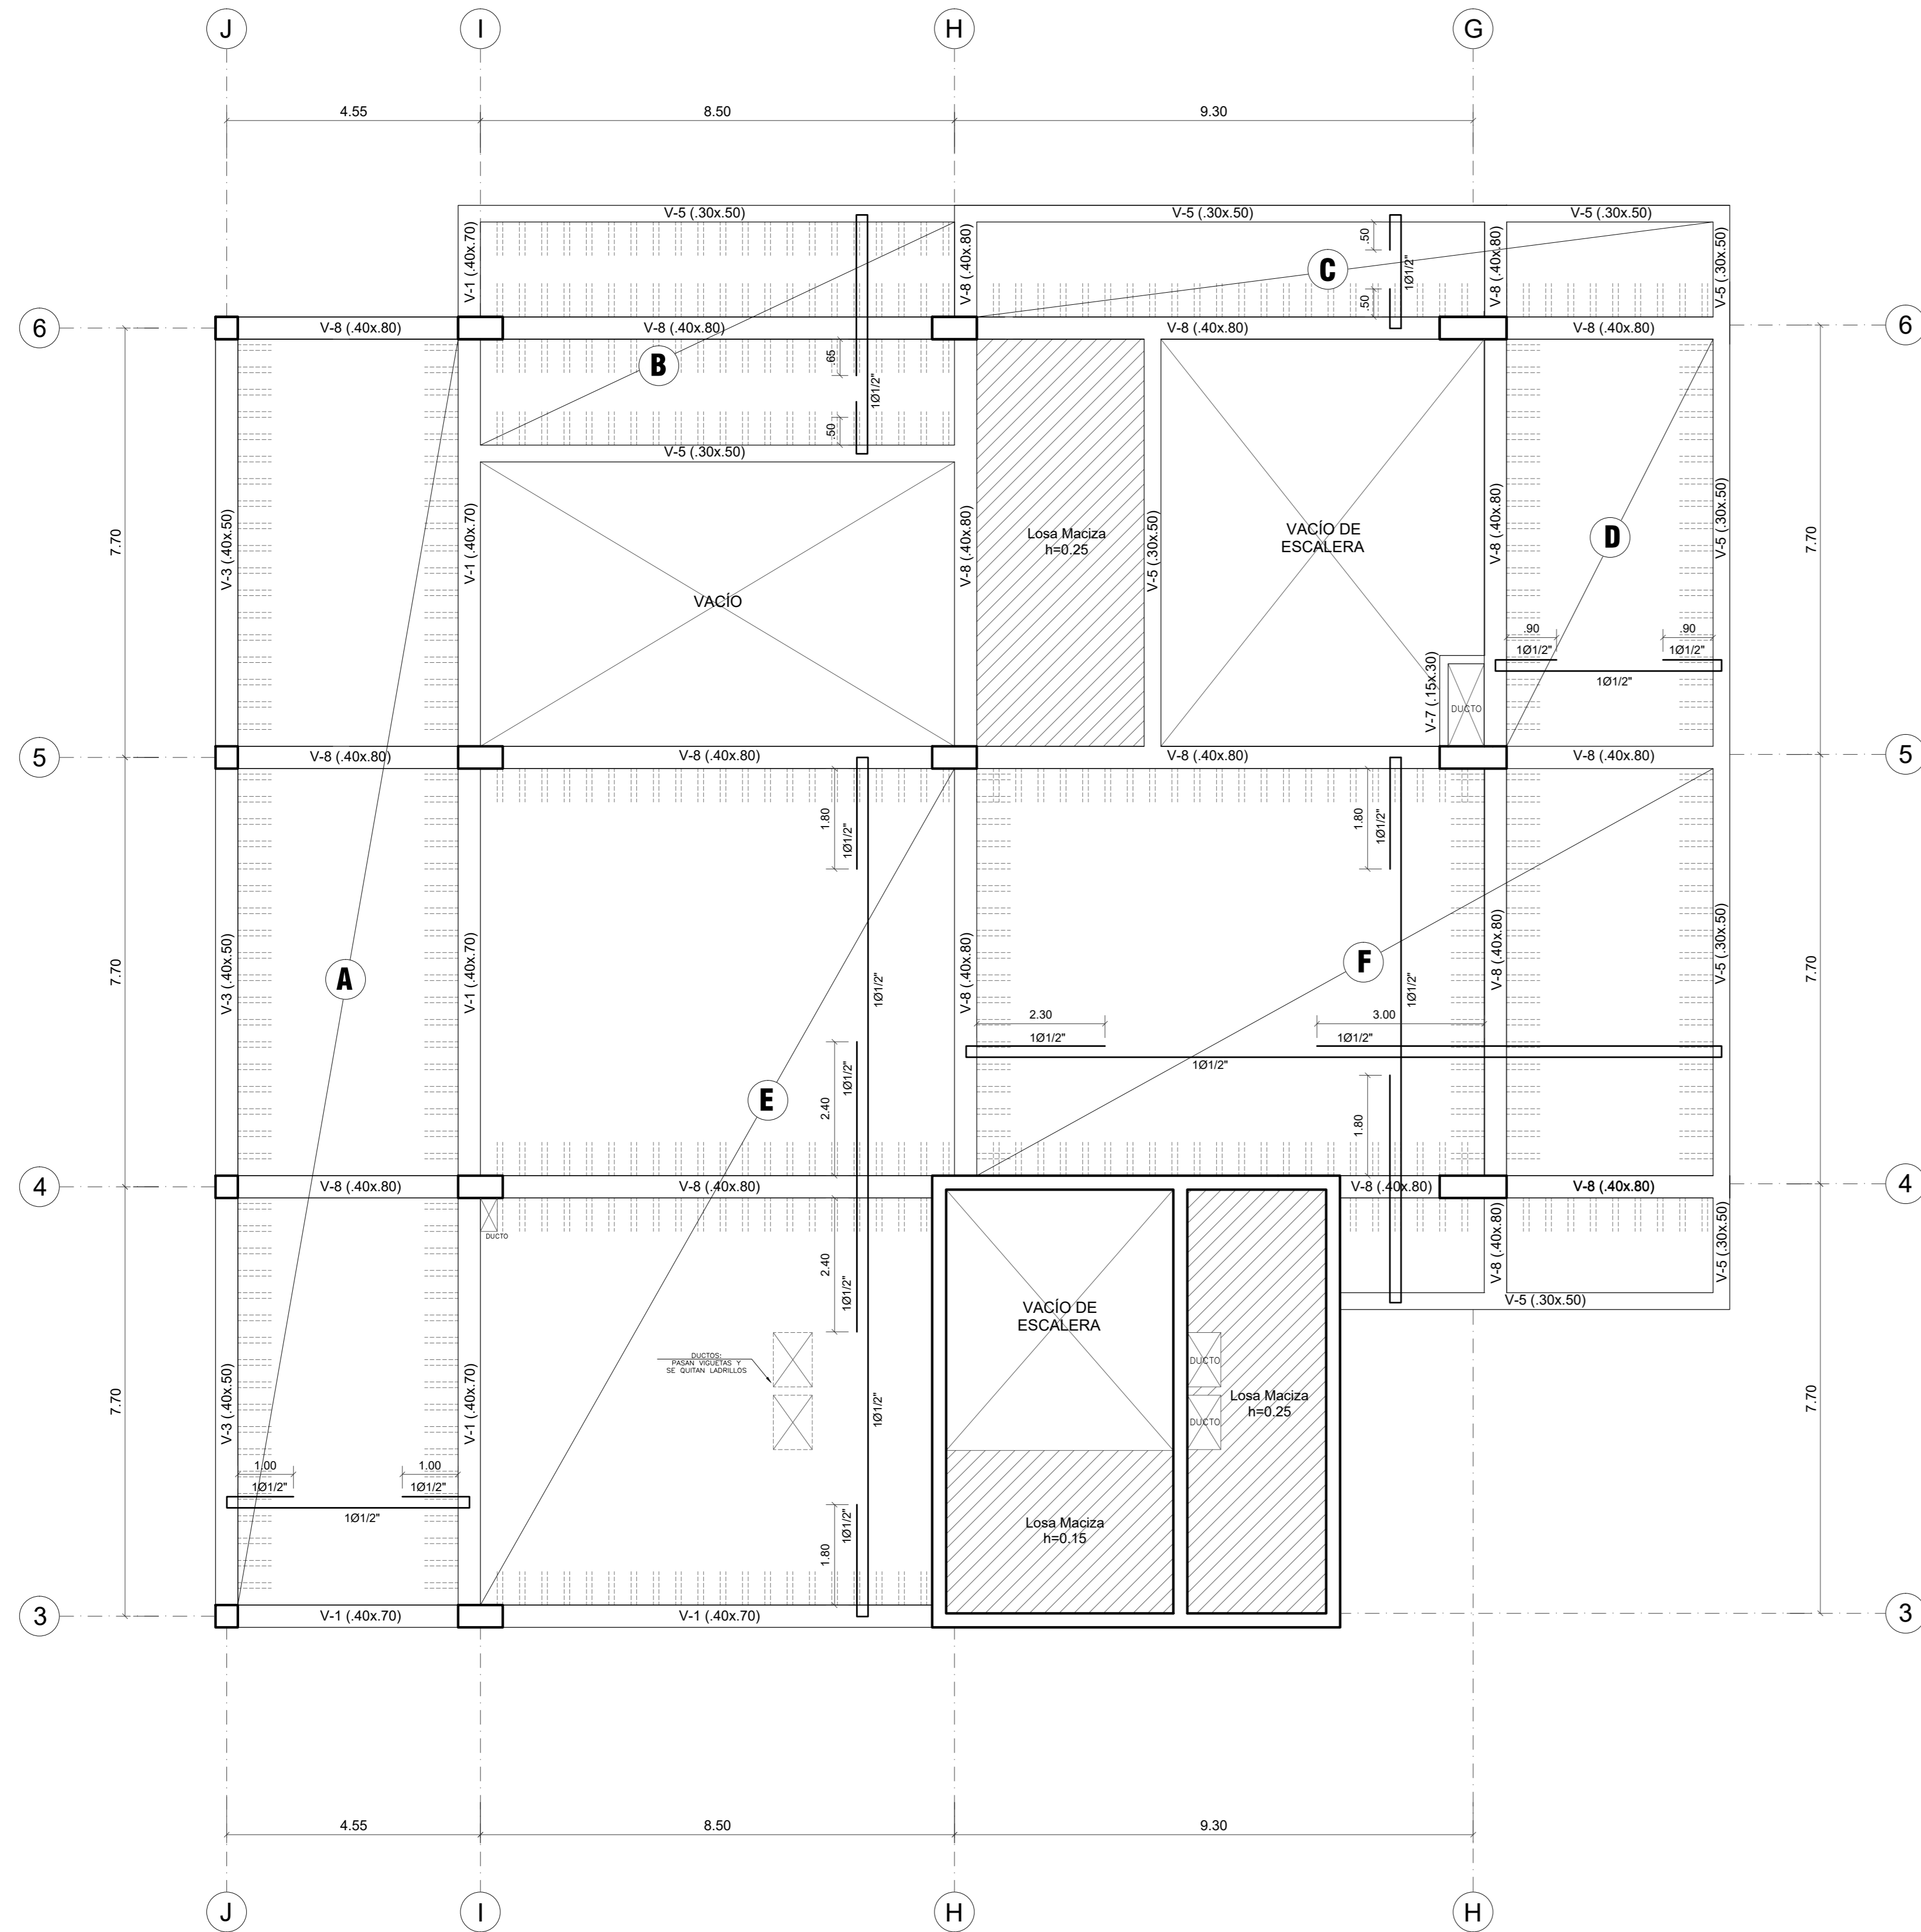 J
I
H
G
4.55
8.50
9.30
V-5 (.30x.50)
V-5 (.30x.50)
V-5 (.30x.50)
V-1 (.40x.70)
V-8 (.40x.80)
.50
C
1Ø1/2"
.50
V-8 (.40x.80)
V-5 (.30x.50)
6
V-8 (.40x.80)
V-8 (.40x.80)
V-8 (.40x.80)
V-8 (.40x.80)
6
B
.65
1Ø1/2"
.50
V-5 (.30x.50)
7.70
V-3 (.40x.50)
V-1 (.40x.70)
VACÍO
V-8 (.40x.80)
Losa Maciza
h=0.25
V-5 (.30x.50)
VACÍO DE
ESCALERA
V-8 (.40x.80)
D
V-5 (.30x.50)
7.70
.90
.90
1Ø1/2"
1Ø1/2"
1Ø1/2"
V-7 (.15x.30)
DUCTO
5
V-8 (.40x.80)
V-8 (.40x.80)
V-8 (.40x.80)
V-8 (.40x.80)
5
1.80
1Ø1/2"
1.80
1Ø1/2"
7.70
V-3 (.40x.50)
A
V-1 (.40x.70)
1Ø1/2"
V-8 (.40x.80)
F
1Ø1/2"
V-8 (.40x.80)
V-5 (.30x.50)
7.70
2.30
3.00
1Ø1/2"
1Ø1/2"
1Ø1/2"
E
2.40
1Ø1/2"
1.80
4
V-8 (.40x.80)
V-8 (.40x.80)
V-8 (.40x.80)
V-8 (.40x.80)
4
DUCTO
2.40
1Ø1/2"
V-8 (.40x.80)
V-5 (.30x.50)
V-5 (.30x.50)
VACÍO DE
ESCALERA
DUCTOS:
PASAN VIGUETAS Y
SE QUITAN LADRILLOS
DUCTO
DUCTO
Losa Maciza
h=0.25
7.70
V-3 (.40x.50)
V-1 (.40x.70)
1Ø1/2"
7.70
1.00
1.00
1Ø1/2"
1Ø1/2"
1Ø1/2"
1.80
1Ø1/2"
Losa Maciza
h=0.15
3
V-1 (.40x.70)
V-1 (.40x.70)
3
4.55
8.50
9.30
J
I
H
H